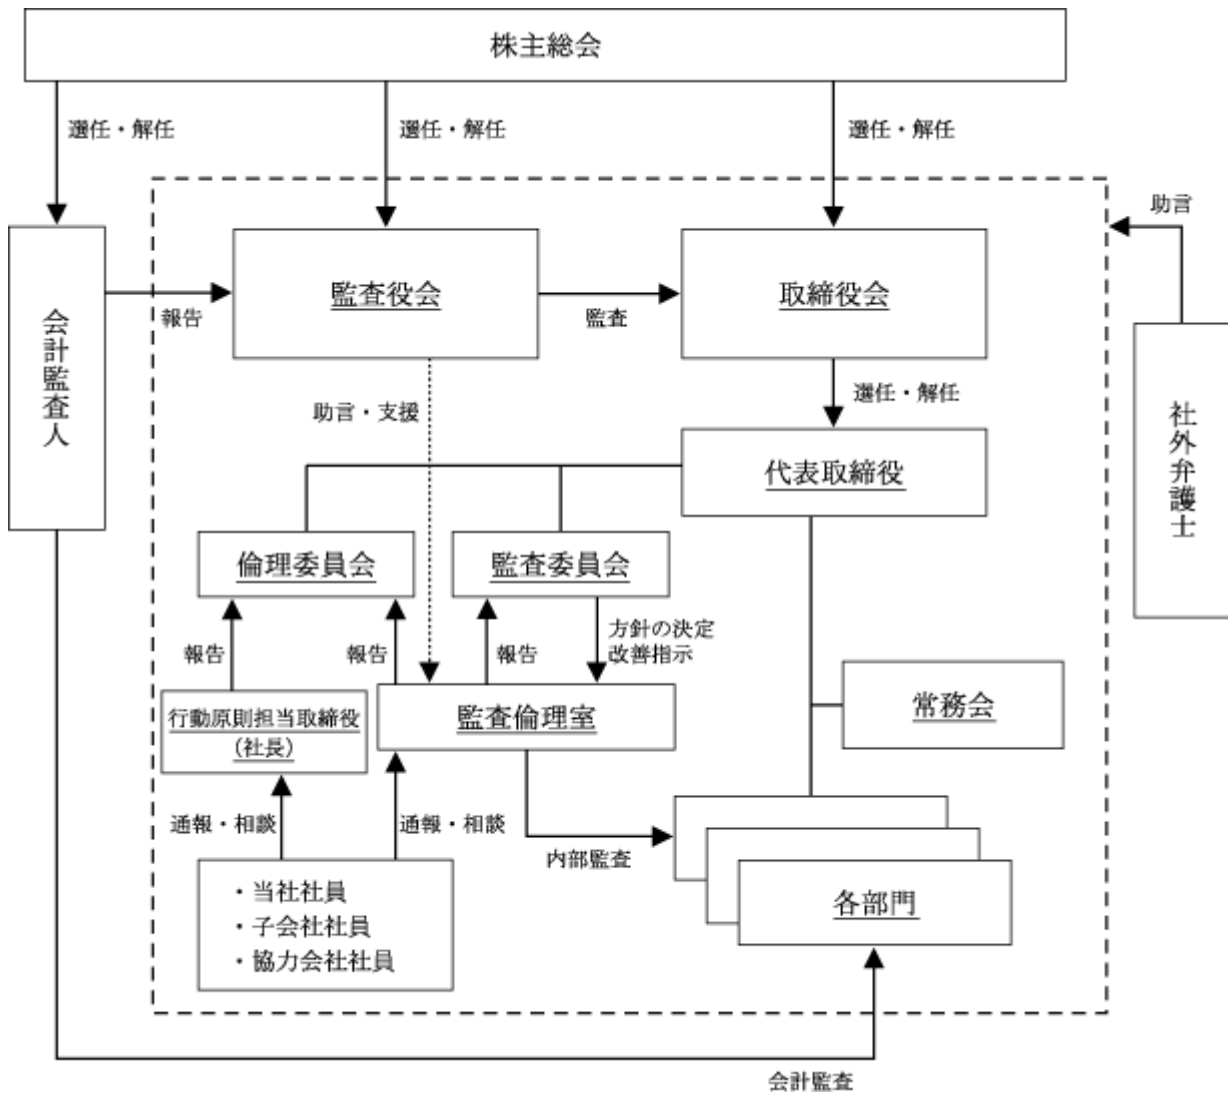 株主総会
選任・解任
選任・解任
選任・解任
助言
監査役会
取締役会
報告
監査
会計監査人
選任・解任
助言・支援
社外弁護士
代表取締役
倫理委員会
監査委員会
方針の決定
改善指示
報告
報告
報告
行動原則担当取締役
（社長）
監査倫理室
常務会
通報・相談
通報・相談
内部監査
・当社社員
・子会社社員
・協力会社社員
各部門
会計監査